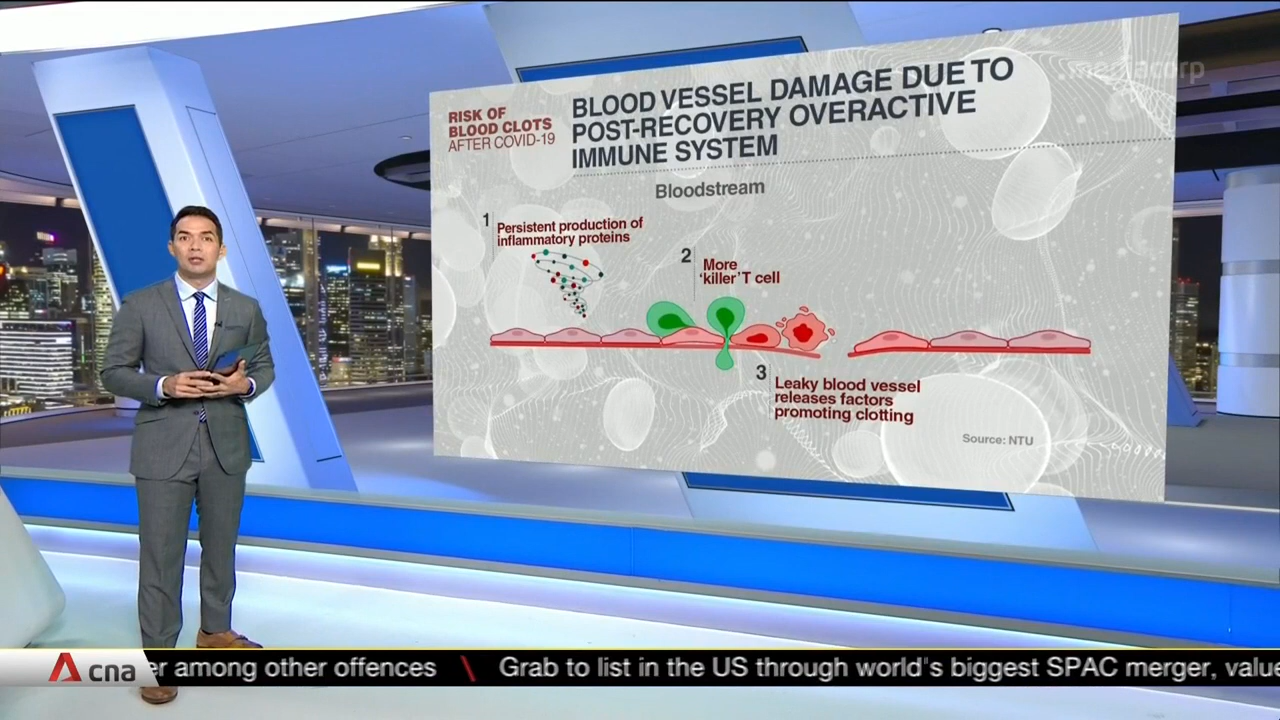 mediacorp
RISK OF
BLOOD CLOTS
AFTER COVID-19
BLOOD VESSEL DAMAGE DUE TO
POST-RECOVERY OVERACTIVE
IMMUNE SYSTEM
Bloodstream
1
Persistent production of
inflammatory proteins
2
More
'killer' T cell
3
Leaky blood vessel
releases factors
promoting clotting
Source: NTU
cna
er among other offences \ Grab to list in the US through world's biggest SPAC merger, value